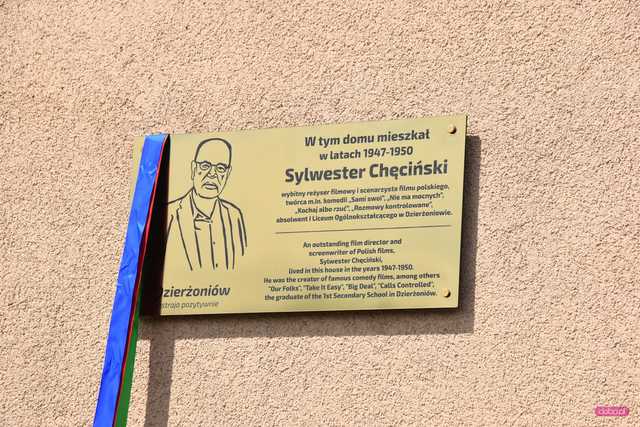 W tym domu mieszkał
w latach 1947-1950
Sylwester Chęciński
wybitny reżyser filmowy i scenarzysta filmu polskiego,
twórca m.in. komedii „Sami swoi”, „Nie ma mocnych”,
„Kochaj albo rzuć”, „Rozmowy kontrolowane”,
absolwent I Liceum Ogólnokształcącego w Dzierżoniowie.
An outstanding film director and
screenwriter of Polish films,
Sylwester Chęciński,
lived in this house in the years 1947-1950.
He was the creator of famous comedy films, among others
"Our Folks", "Take It Easy", "Big Deal", "Calls Controlled",
the graduate of the 1st Secondary School in Dzierżoniów.
Dzierżoniów
nastraja pozytywnie
doba.pl